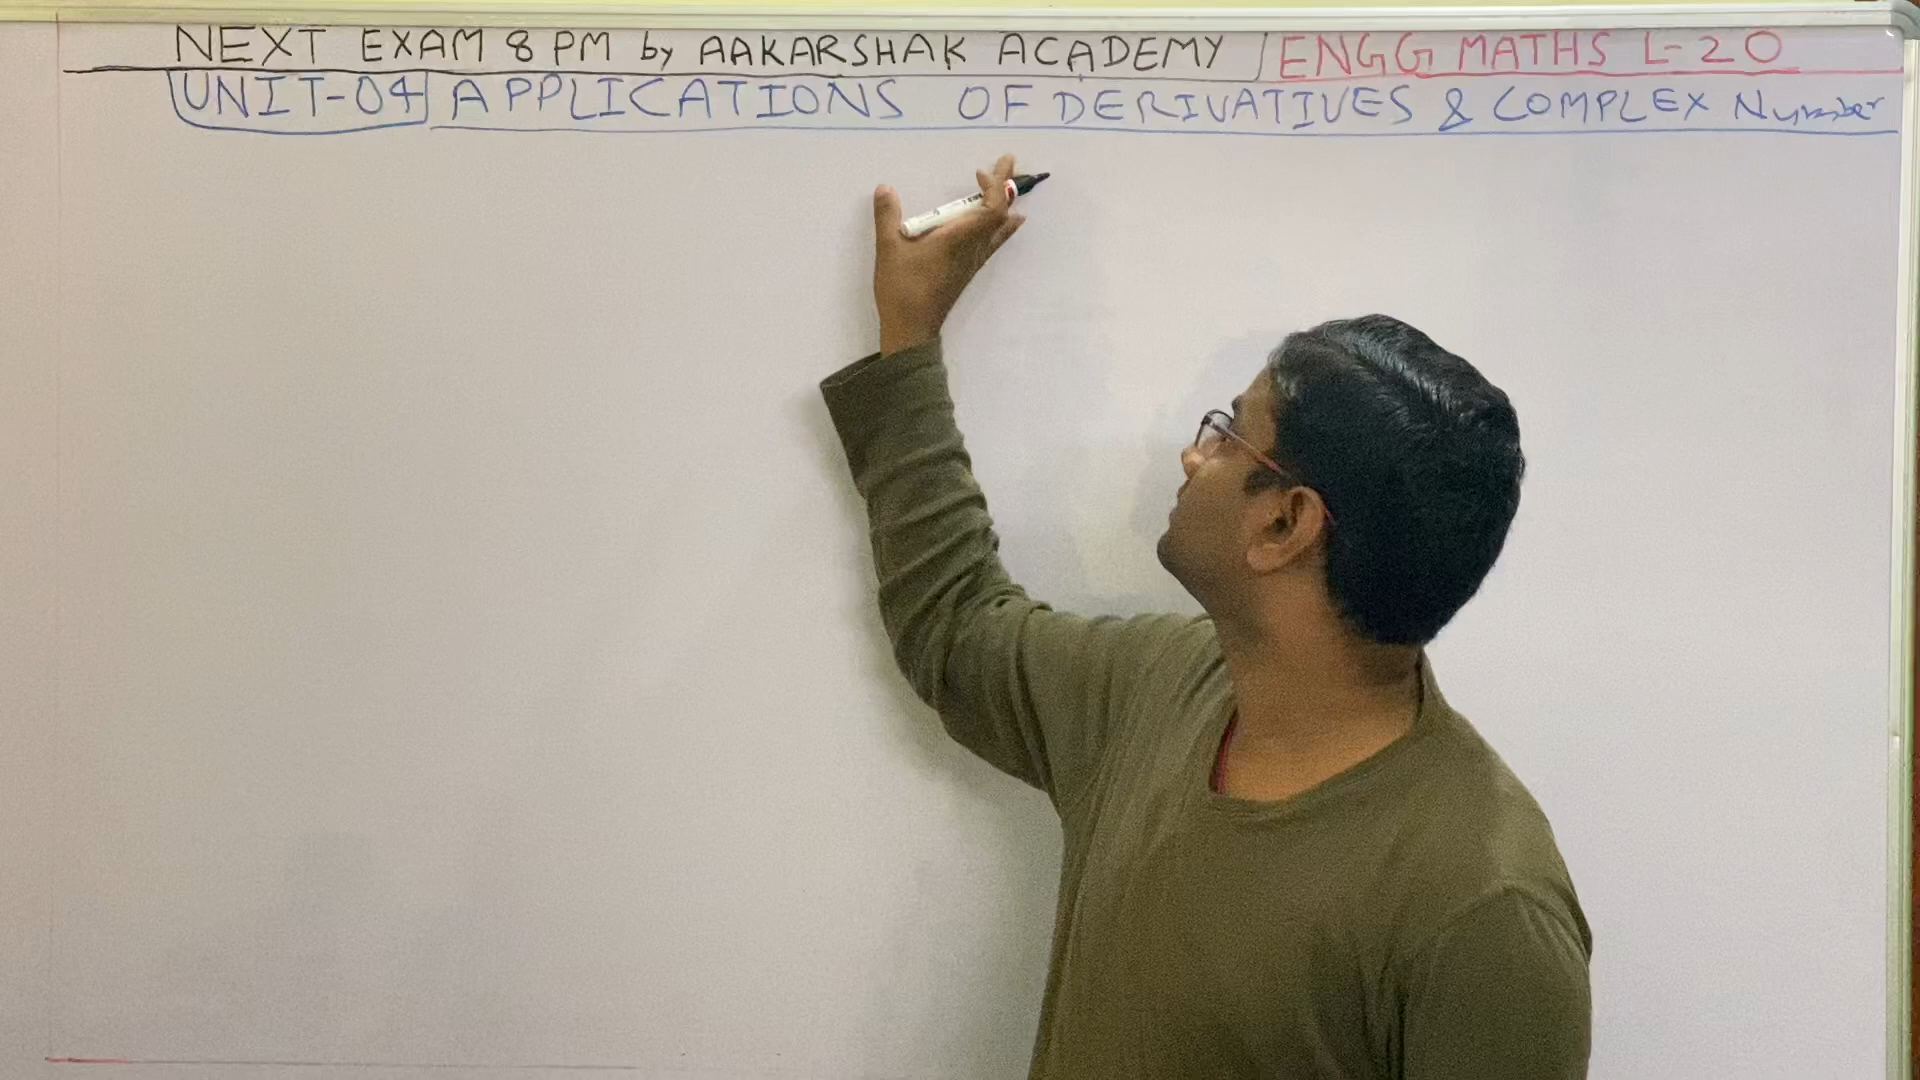 NEXT EXAM 8 PM by AAKARSHAK ACADEMY / ENGG MATHS L-20
UNIT-04 APPLICATIONS OF DERIVATIVES & COMPLEX Number